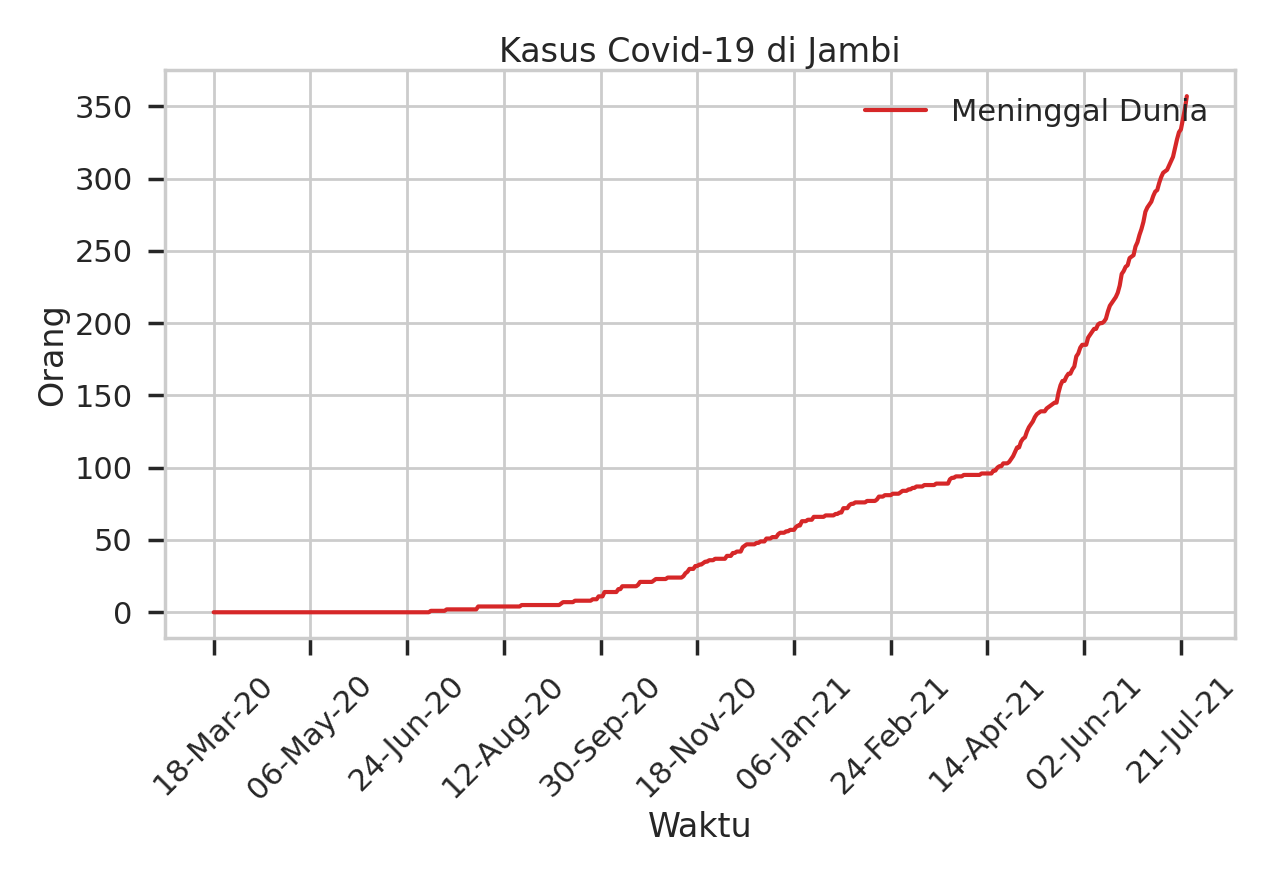 Kasus Covid-19 di Jambi
Meninggal Dunia
Orang
350
300
250
200
150
100
50
0
18-Mar-20
06-May-20
24-Jun-20
12-Aug-20
30-Sep-20
18-Nov-20
06-Jan-21
24-Feb-21
14-Apr-21
02-Jun-21
21-Jul-21
Waktu